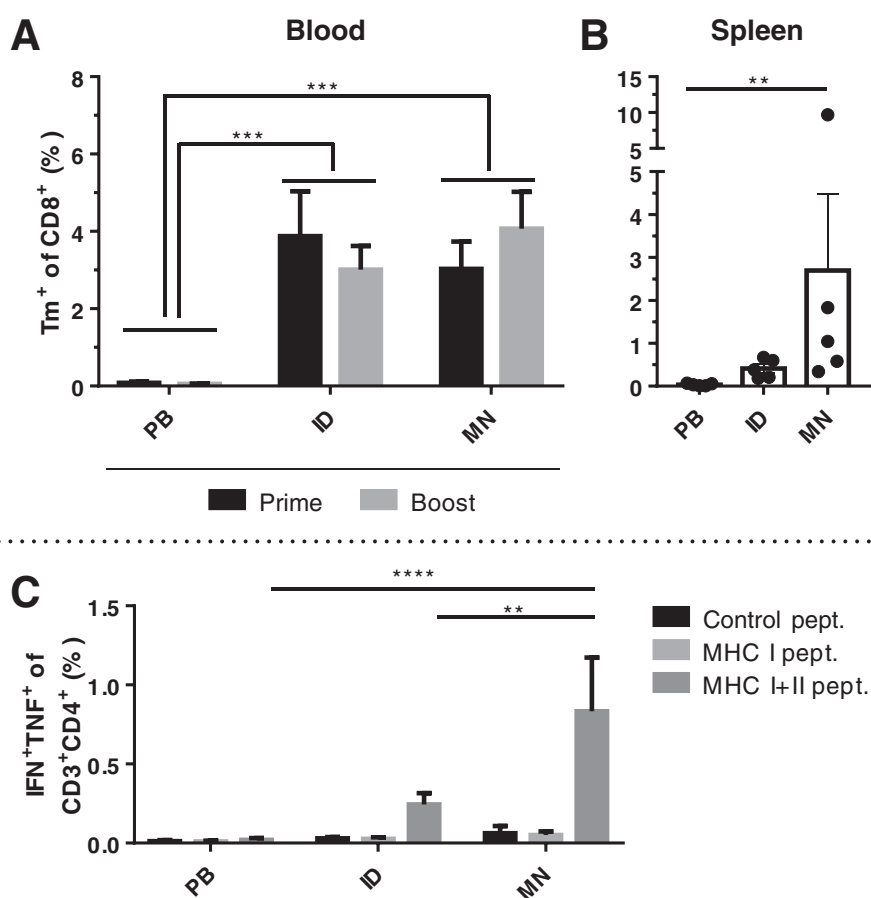 A
Blood
B
Spleen
Tm+ of CD8+ (%)
8
6
4
2
0
***
***
PB
ID
MN
Prime
Boost
15
10
5
5
4
3
2
1
0
**
PB
ID
MN
C
IFN+TNF+ of
CD3+CD4+ (%)
1.5
1.0
0.5
0.0
****
**
PB
ID
MN
Control pept.
MHC I pept.
MHC I+II pept.